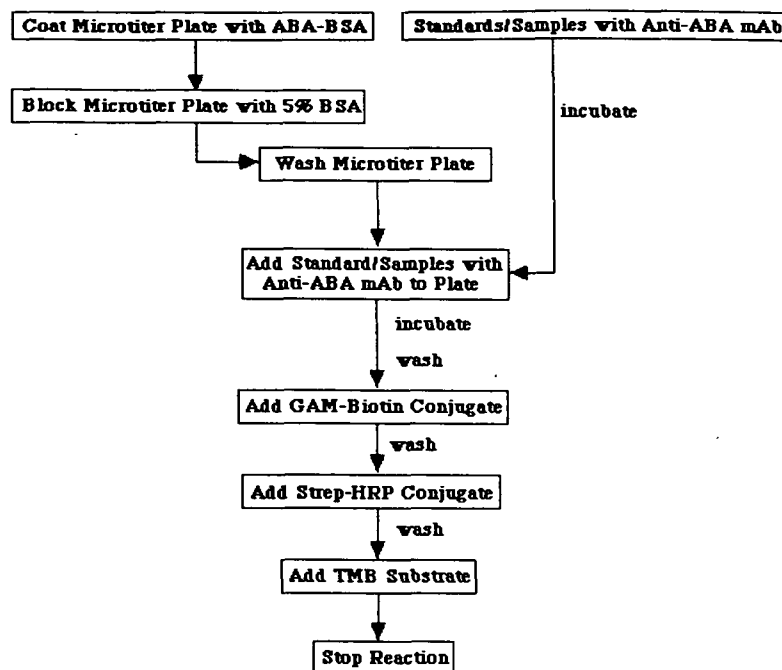 Coat Microtiter Plate with ABA-BSA
Standards/Samples with Anti-ABA mAb
Block Microtiter Plate with 5% BSA
incubate
Wash Microtiter Plate
Add Standard/Samples with
Anti-ABA mAb to Plate
incubate
wash
Add GAM-Biotin Conjugate
wash
Add Strep-HRP Conjugate
wash
Add TMB Substrate
Stop Reaction